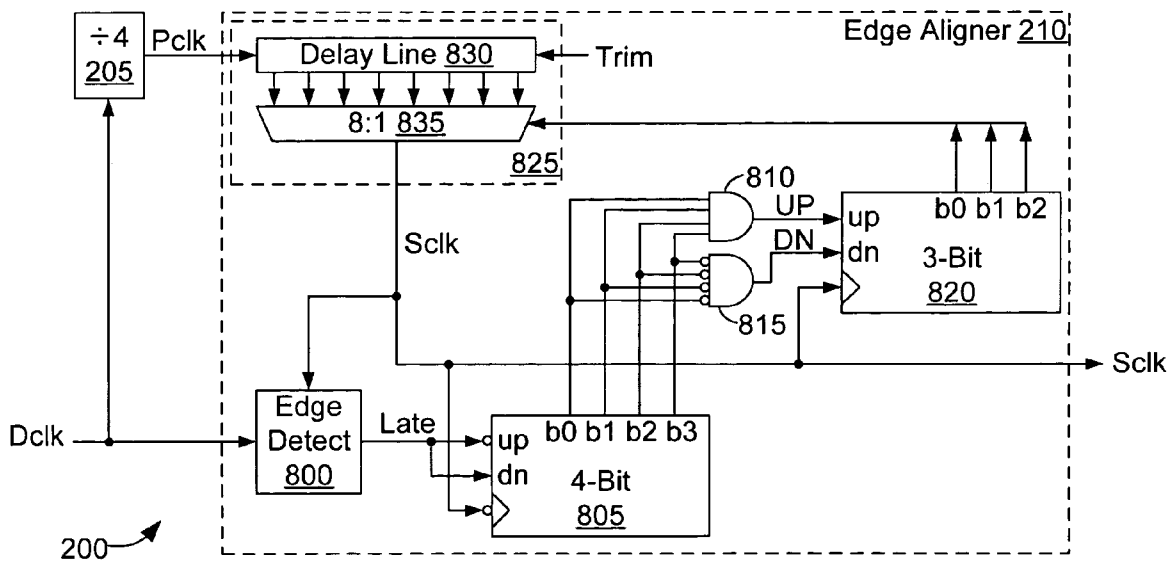 ÷4
205
Pclk
Delay Line 830
Trim
Edge Aligner 210
8:1 835
825
810
UP
DN
815
b0 b1 b2
up
dn
3-Bit
820
Sclk
Sclk
Dclk
Edge
Detect
800
Late
b0 b1 b2 b3
up
dn
4-Bit
805
200